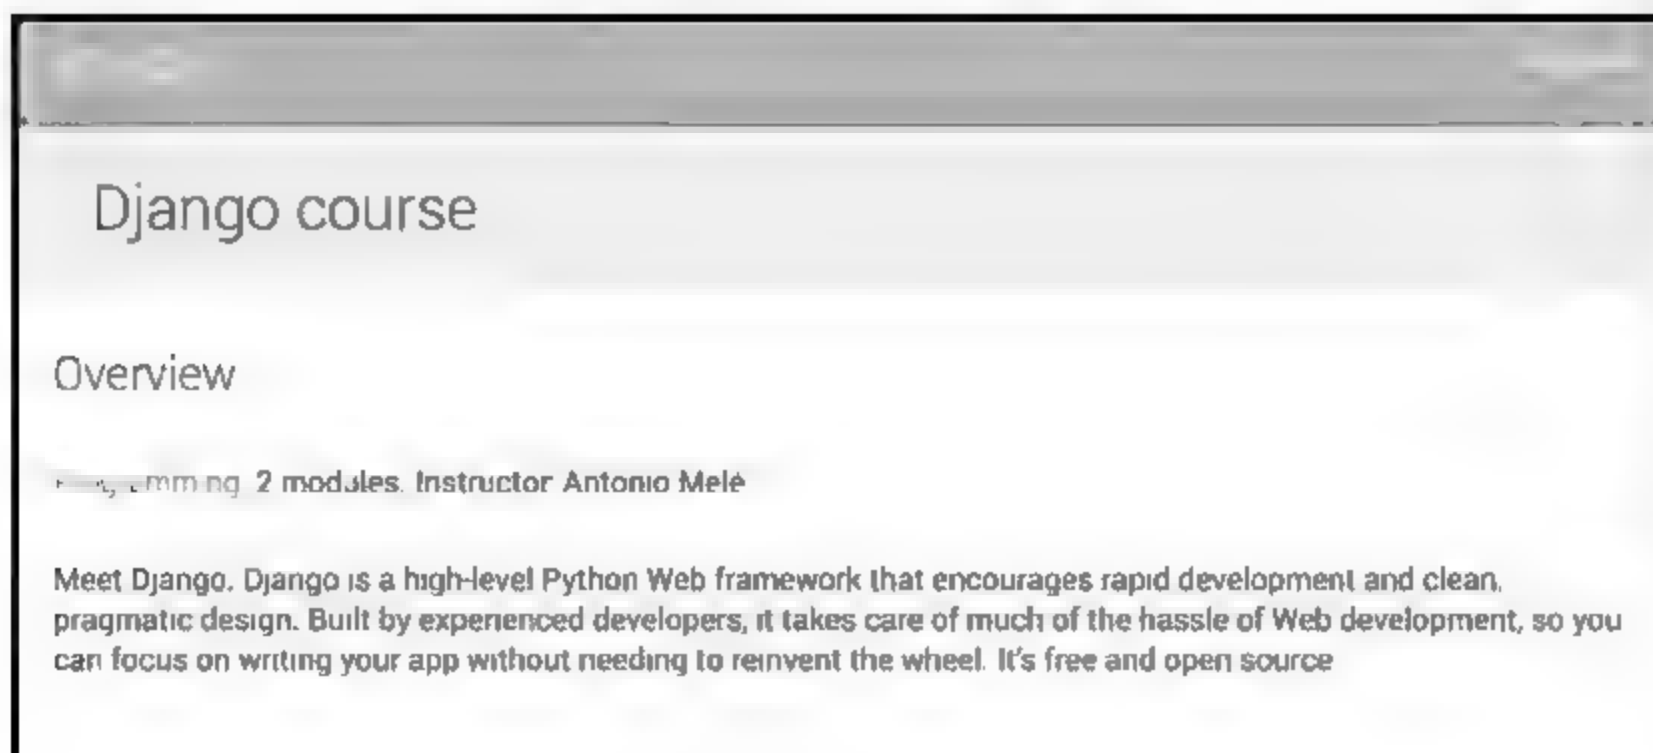 Django course
Overview
2 modules. Instructor Antonio Melé
Meet Django. Django is a high-level Python Web framework that encourages rapid development and clean,
pragmatic design. Built by experienced developers, it takes care of much of the hassle of Web development, so you
can focus on writing your app without needing to reinvent the wheel. It's free and open source